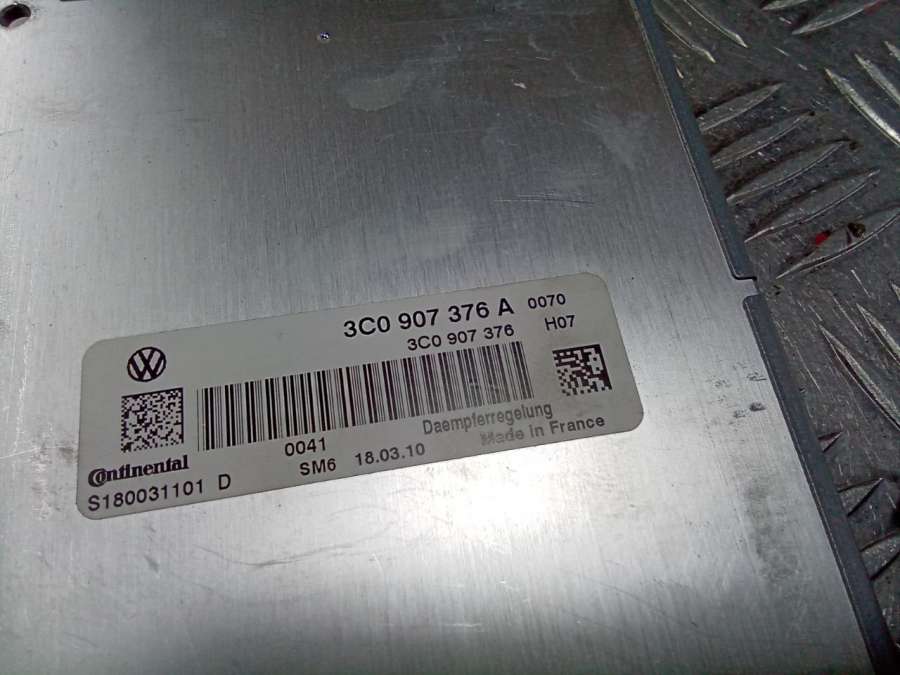 3C0 907 376 A 0070
3C0 907 376 H07
Daempferregelung
0041
Made in France
SM6 18.03.10
Continental
S180031101 D